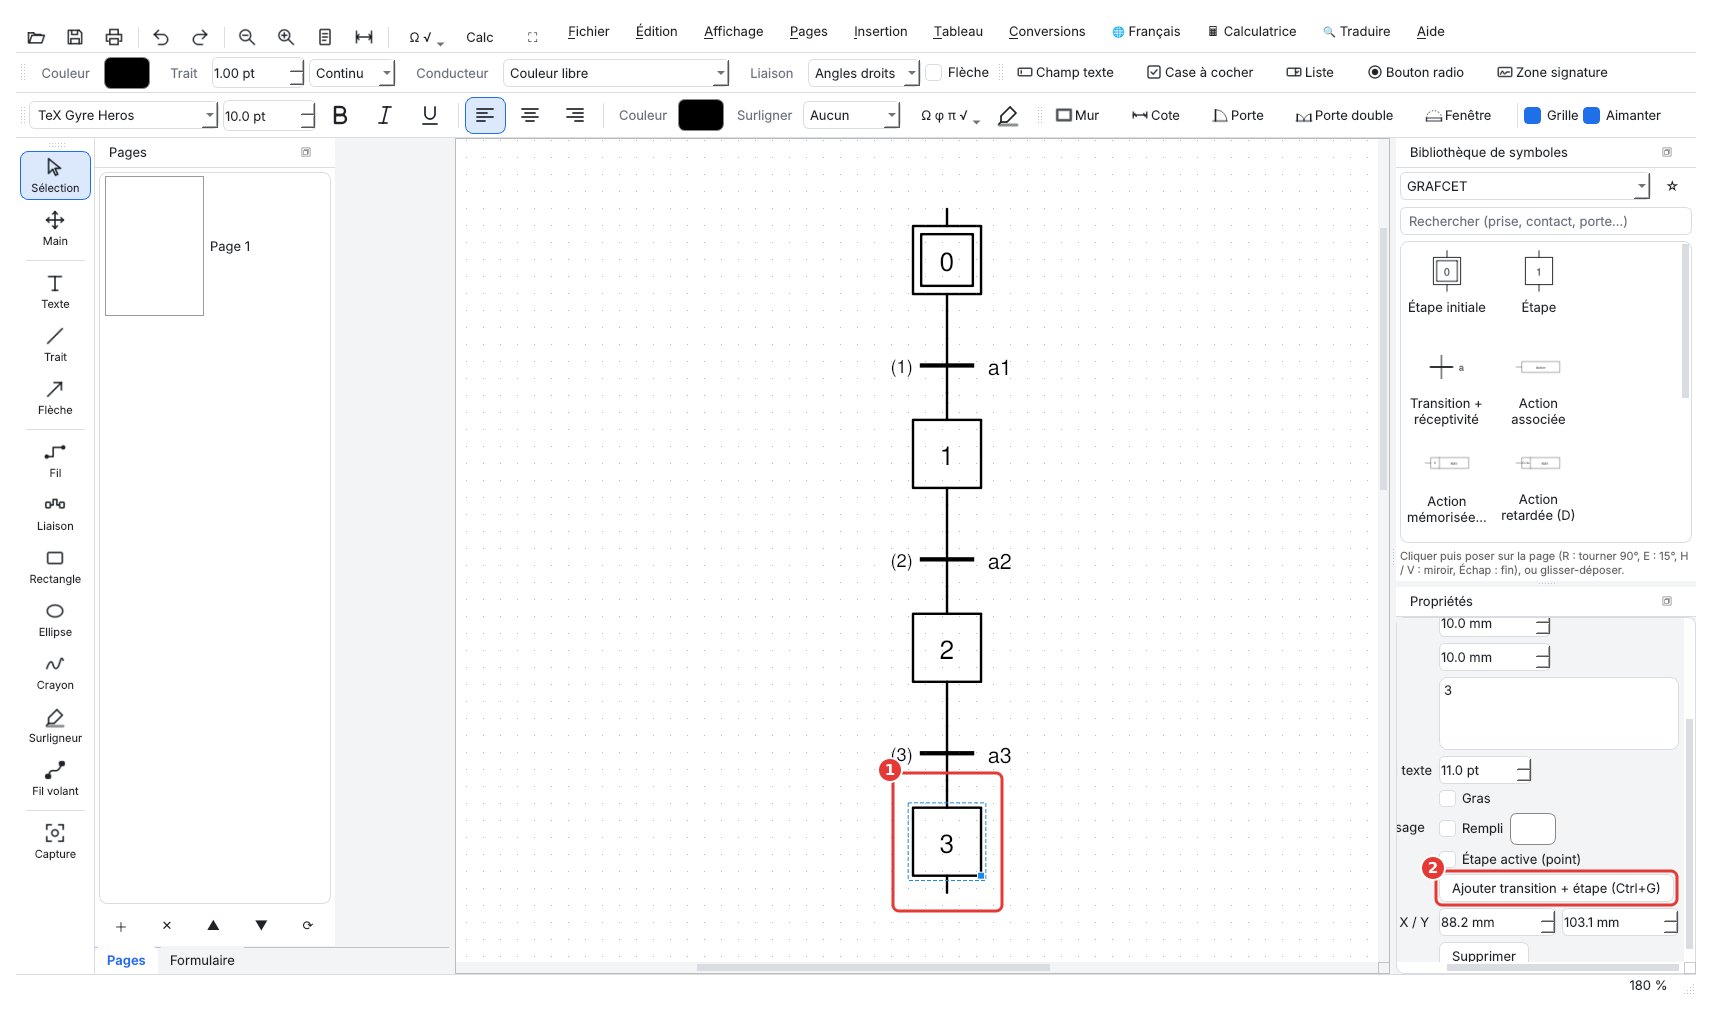 Ω √ Calc Fichier Édition Affichage Pages Insertion Tableau Conversions Français Calculatrice Traduire Aide
Couleur Trait 1.00 pt Continu Conducteur Couleur libre Liaison Angles droits Flèche Champ texte Case à cocher Liste Bouton radio Zone signature
TeX Gyre Heros 10.0 pt B I U Couleur Surligner Aucun Ω φ π √ Mur Cote Porte Porte double Fenêtre Grille Aimanter
Sélection
Main
Texte
Trait
Flèche
Fil
Liaison
Rectangle
Ellipse
Crayon
Surligneur
Fil volant
Capture
Pages
Page 1
Pages Formulaire
0
(1) a1
1
(2) a2
2
(3) a3
1
3
Bibliothèque de symboles
GRAFCET
Rechercher (prise, contact, porte...)
0 1
Étape initiale Étape
a
Transition + réceptivité
Action associée
Action mémorisée...
Action retardée (D)
Cliquer puis poser sur la page (R : tourner 90°, E : 15°, H
/ V : miroir, Échap : fin), ou glisser-déposer.
Propriétés
10.0 mm
10.0 mm
3
texte 11.0 pt
Gras
sage Rempli
Étape active (point)
2
Ajouter transition + étape (Ctrl+G)
X / Y 88.2 mm 103.1 mm
Supprimer
180 %